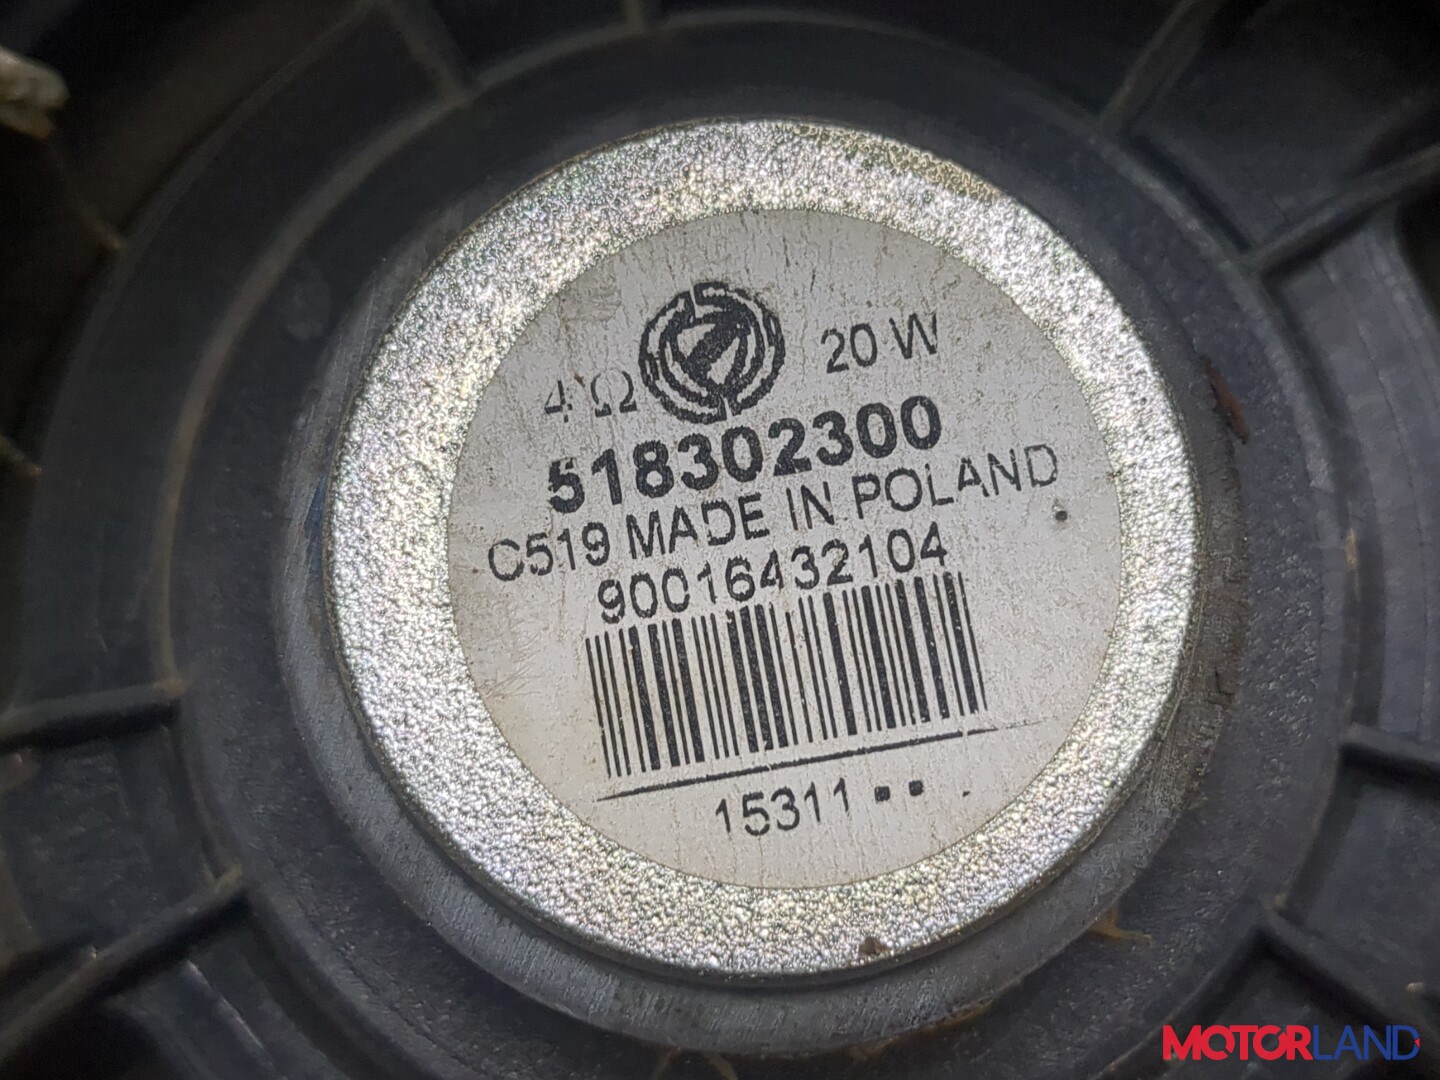 4 Ω 20 W
518302300
C519 MADE IN POLAND
90016432104
15311
MOTORLAND